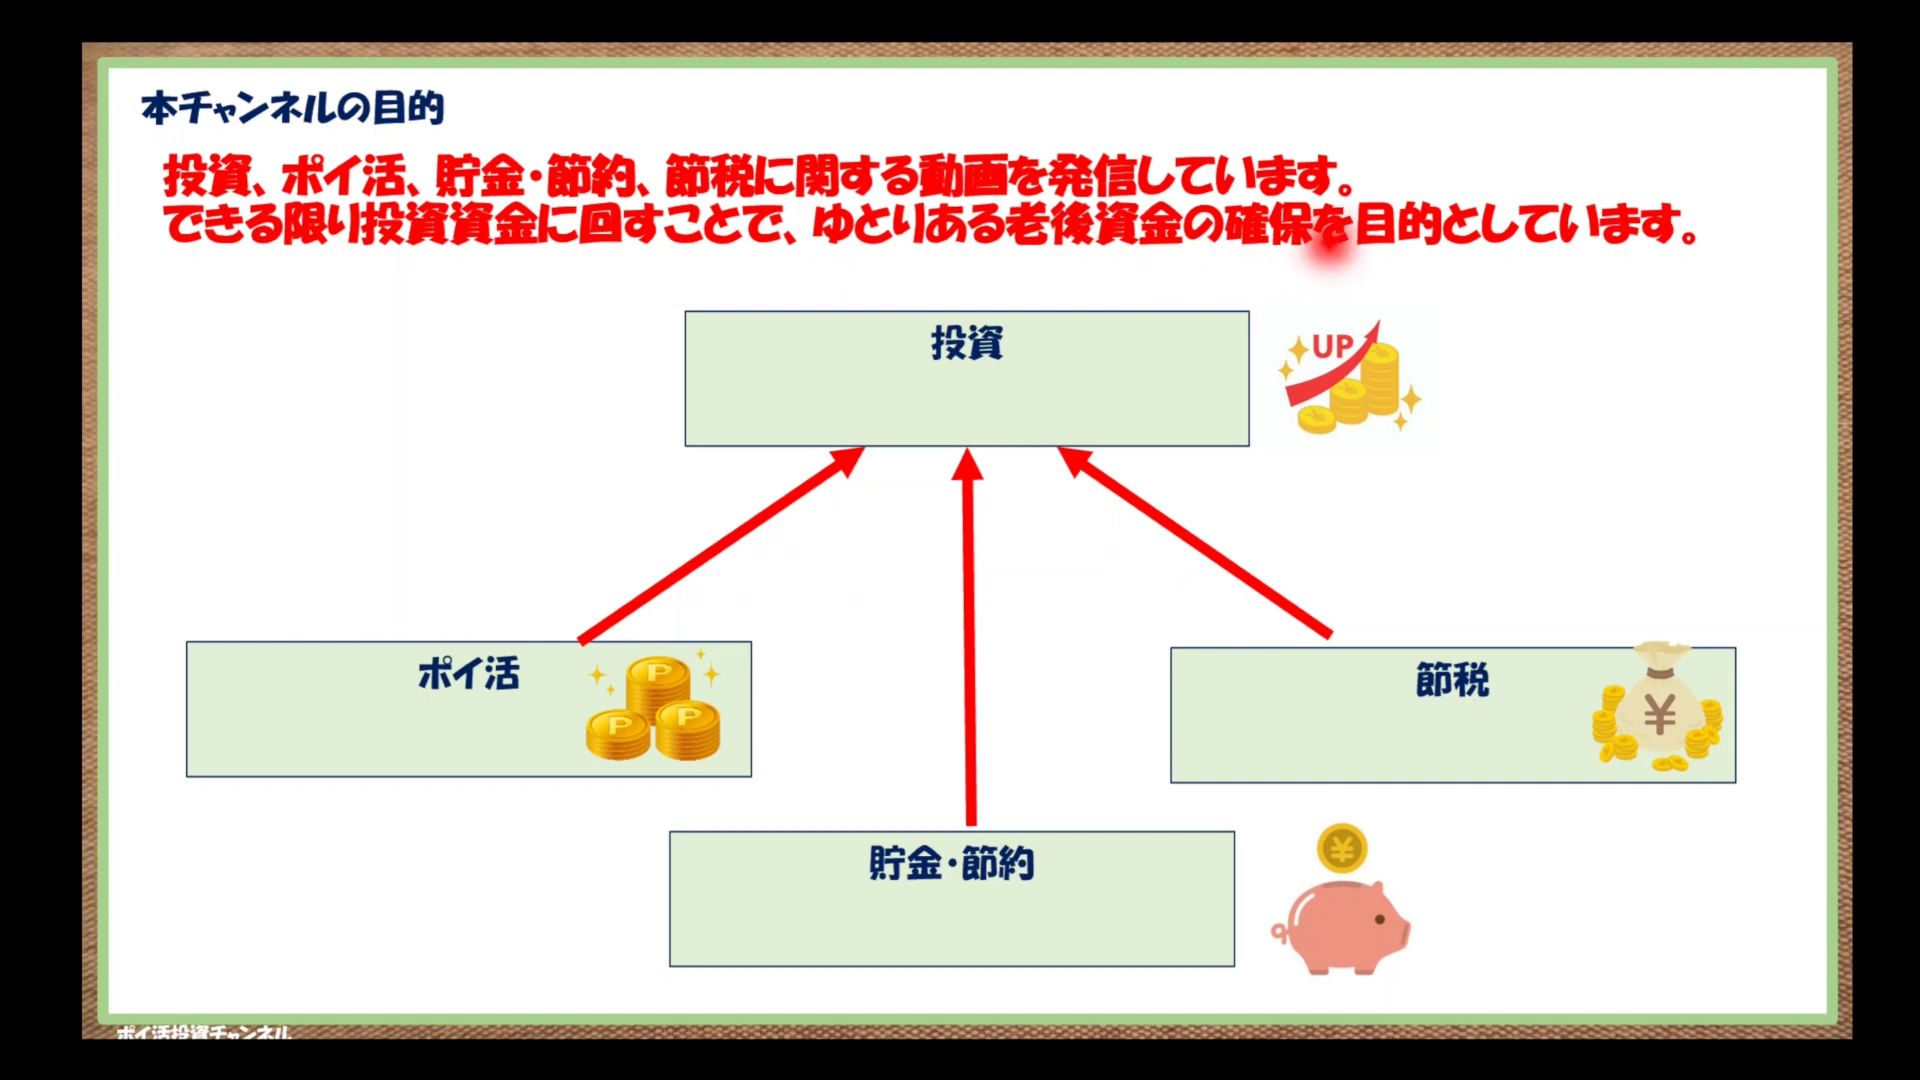 本チャンネルの目的
投資、ポイ活、貯金・節約、節税に関する動画を発信しています。
できる限り投資資金に回すことで、ゆとりある老後資金の確保を目的としています。
投資
UP
ポイ活
P
P
P
節税
¥
貯金・節約
¥
ポイ活投資チャンネル